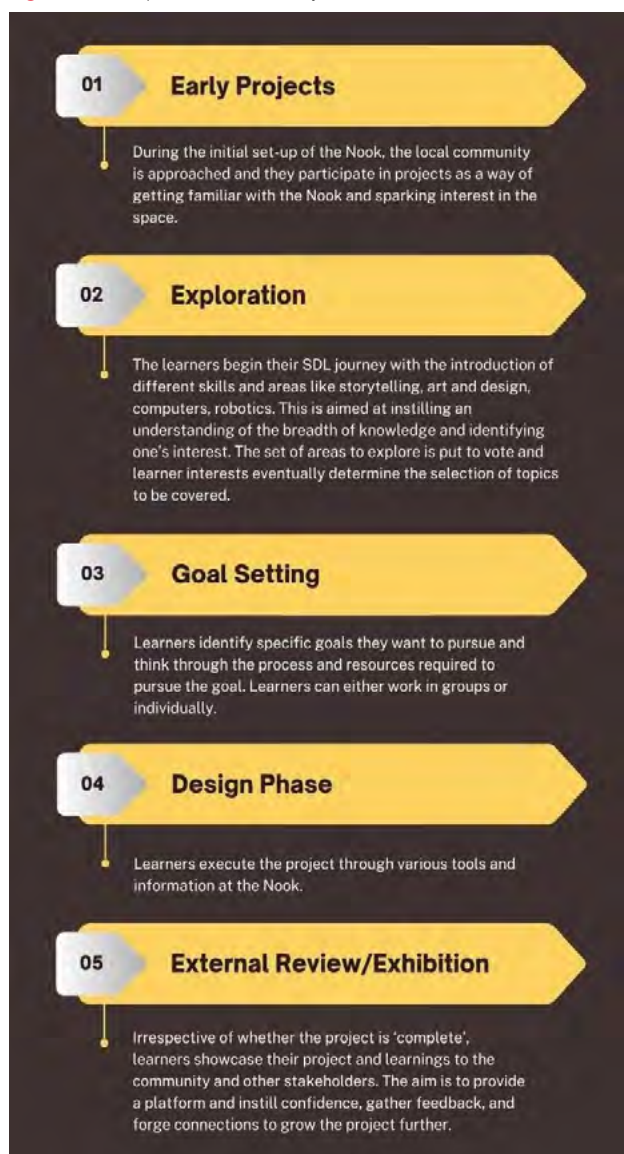 01
Early Projects
During the initial set-up of the Nook, the local community
is approached and they participate in projects as a way of
getting familiar with the Nook and sparking interest in the
space.
02
Exploration
The learners begin their SDL journey with the introduction of
different skills and areas like storytelling, art and design,
computers, robotics. This is aimed at instilling an
understanding of the breadth of knowledge and identifying
one's interest. The set of areas to explore is put to vote and
learner interests eventually determine the selection of topics
to be covered.
03
Goal Setting
Learners identify specific goals they want to pursue and
think through the process and resources required to
pursue the goal. Learners can either work in groups or
individually.
04
Design Phase
Learners execute the project through various tools and
information at the Nook.
05
External Review/Exhibition
Irrespective of whether the project is 'complete',
learners showcase their project and learnings to the
community and other stakeholders. The aim is to provide
a platform and instill confidence, gather feedback, and
forge connections to grow the project further.